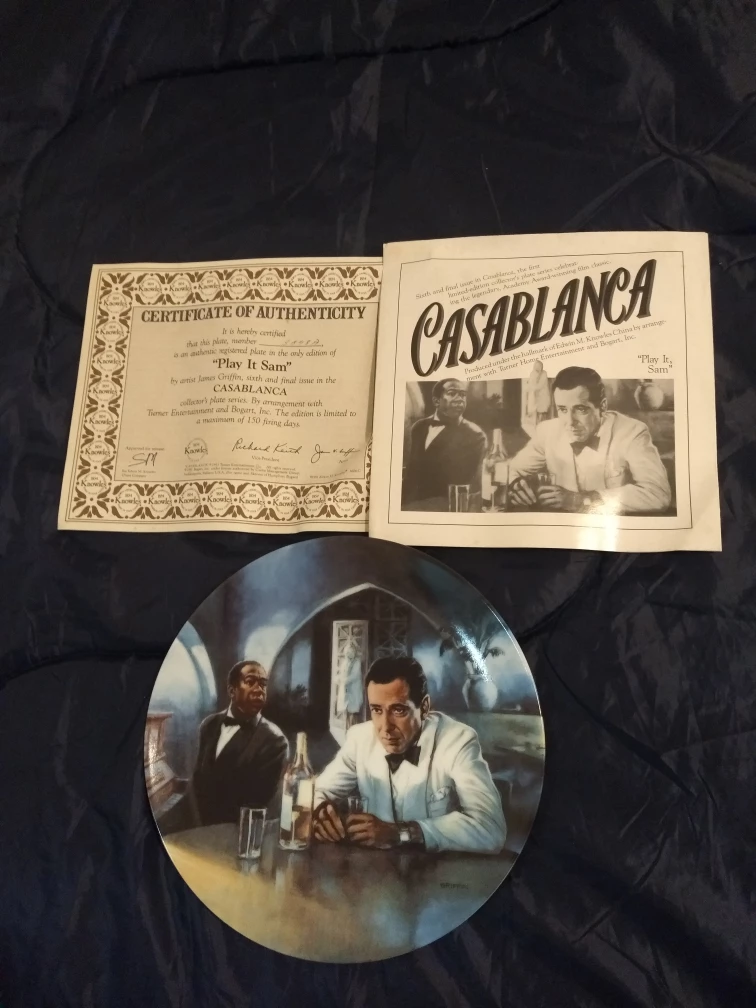 CERTIFICATE OF AUTHENTICITY
It is hereby certified
that this plate, number
is an authentic registered plate in the only edition of
"Play It Sam"
by artist James Griffin, sixth and final issue in the
CASABLANCA
collector's plate series. By arrangement with
Turner Entertainment and Bogart, Inc. The edition is limited to
a maximum of 150 firing days.
Knowles
Richard Keith
Vice-President
Sixth and final issue in Casablanca, the first
limited-edition collector's plate series celebrat-
ing the legendary, Academy Award-winning film classic.
CASABLANCA
Produced under the hallmark of Edwin M. Knowles China by arrange-
ment with Turner Home Entertainment and Bogart, Inc.
"Play It,
Sam"